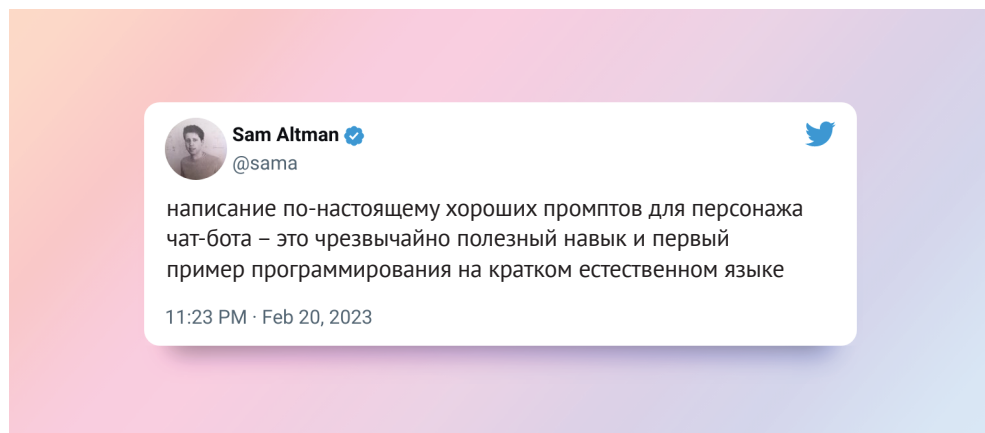 Sam Altman
@sama
написание по-настоящему хороших промптов для персонажа
чат-бота – это чрезвычайно полезный навык и первый
пример программирования на кратком естественном языке
11:23 PM · Feb 20, 2023